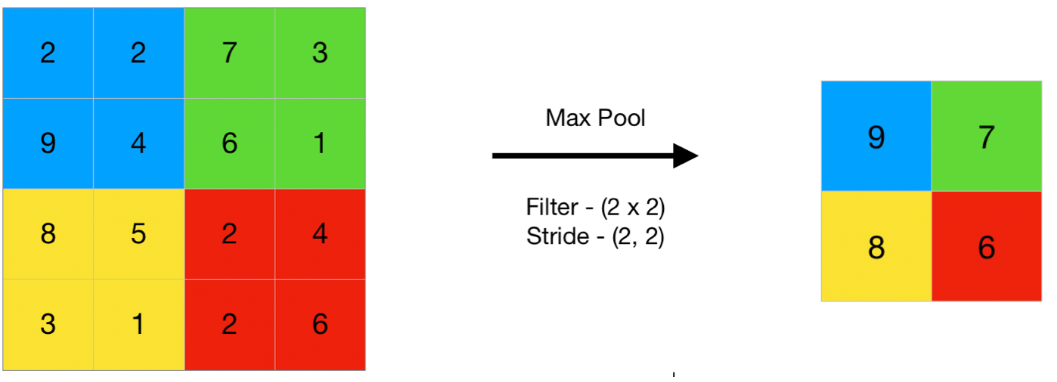 2 2 7 3
9 4 6 1
8 5 2 4
3 1 2 6
Max Pool
Filter - (2 x 2)
Stride - (2, 2)
9 7
8 6